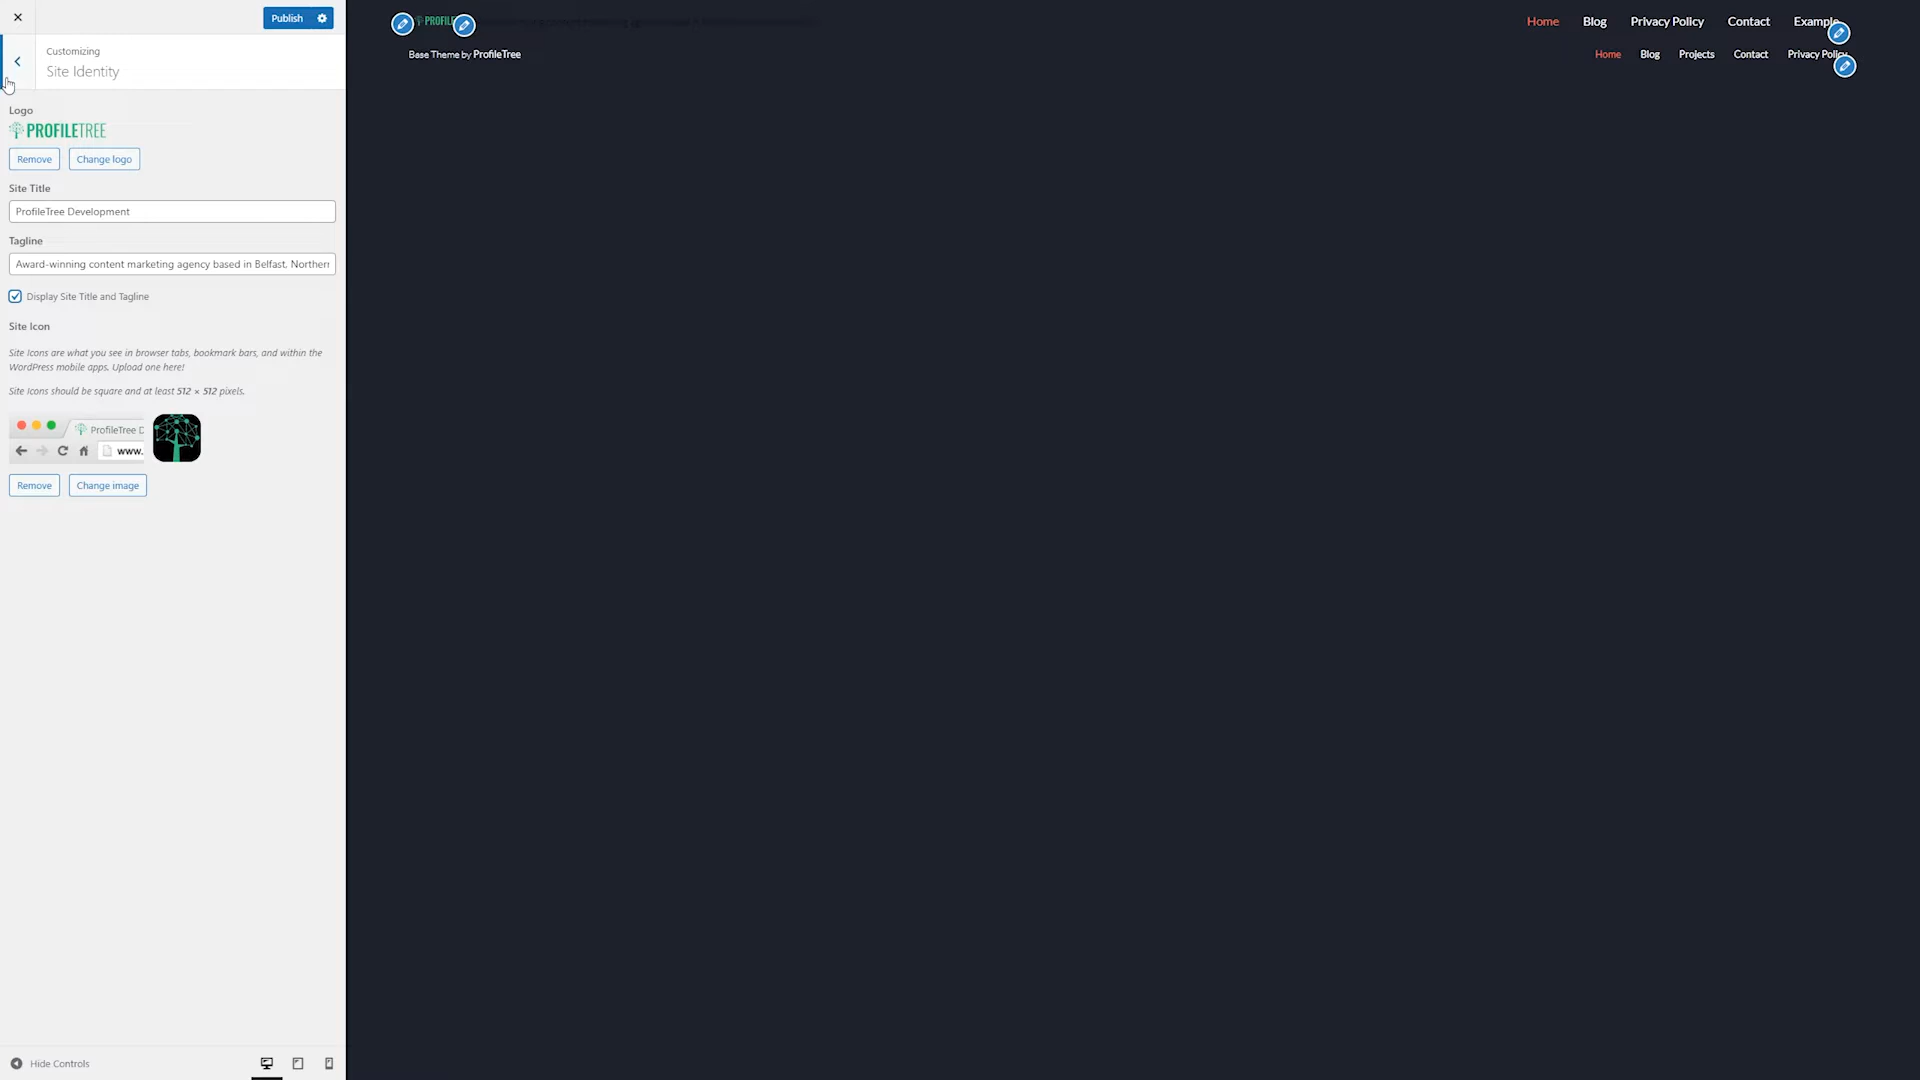 Publish
Customizing
Site Identity
Logo
PROFILETREE
Remove
Change logo
Site Title
ProfileTree Development
Tagline
Award-winning content marketing agency based in Belfast, Northern
Display Site Title and Tagline
Site Icon
Site Icons are what you see in browser tabs, bookmark bars, and within the
WordPress mobile apps. Upload one here!
Site Icons should be square and at least 512 × 512 pixels.
ProfileTree D
www.
Remove
Change image
Hide Controls
PROFILE
Home Blog Privacy Policy Contact Example
Base Theme by ProfileTree
Home Blog Projects Contact Privacy Policy